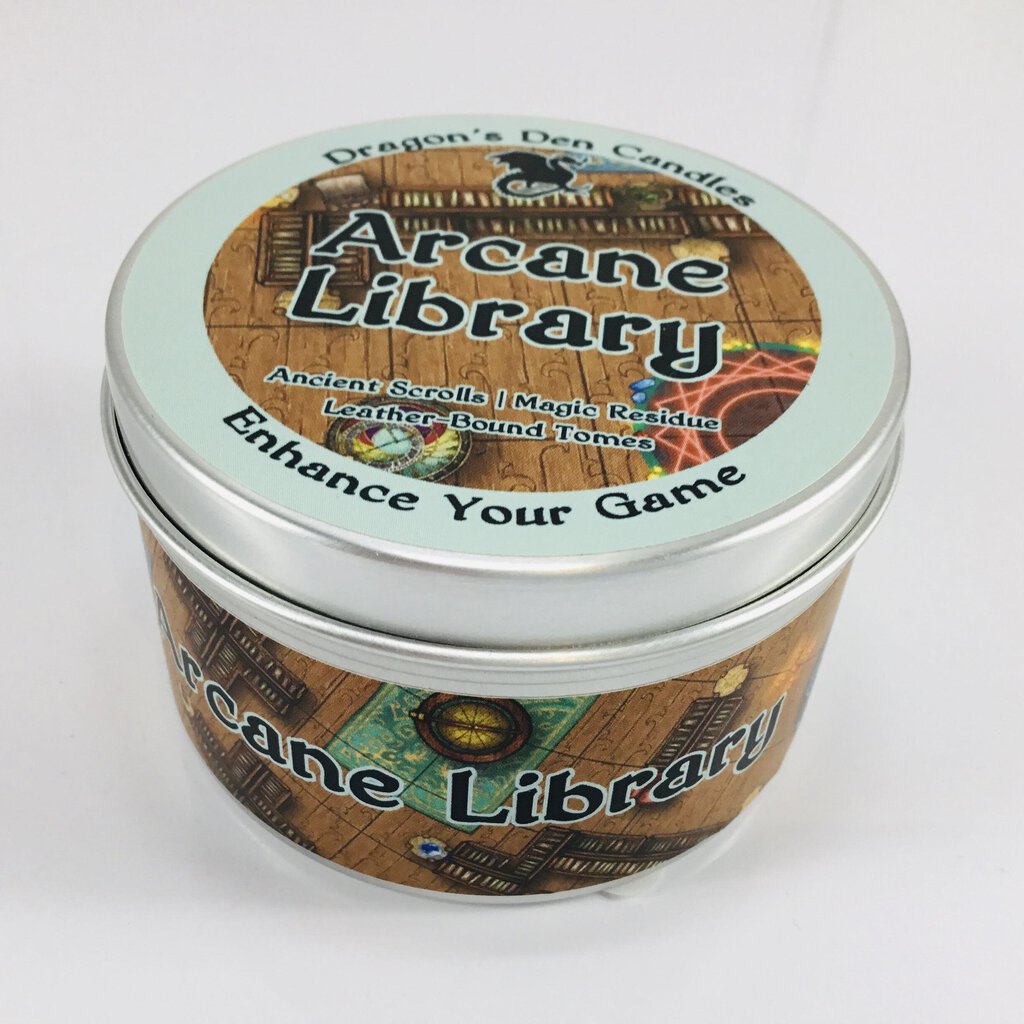 Dragon's Den Candles
Arcane
Library
Ancient Scrolls | Magic Residue
Leather-Bound Tomes
Enhance Your Game
Arcane Library